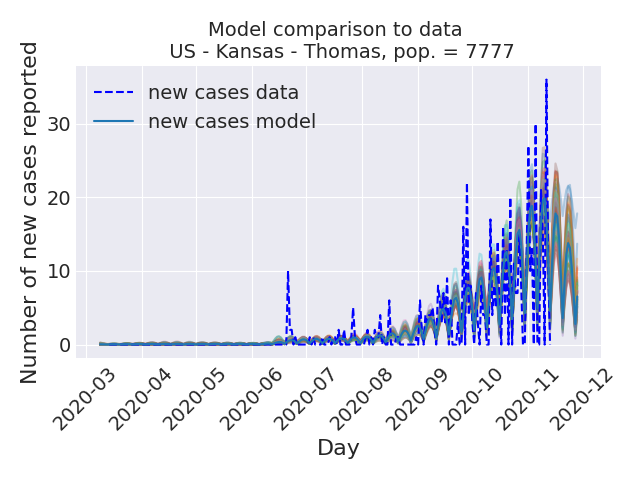 Model comparison to data
US - Kansas - Thomas, pop. = 7777
Number of new cases reported
30
20
10
0
new cases data
new cases model
2020-03
2020-04
2020-05
2020-06
2020-07
2020-08
2020-09
2020-10
2020-11
2020-12
Day